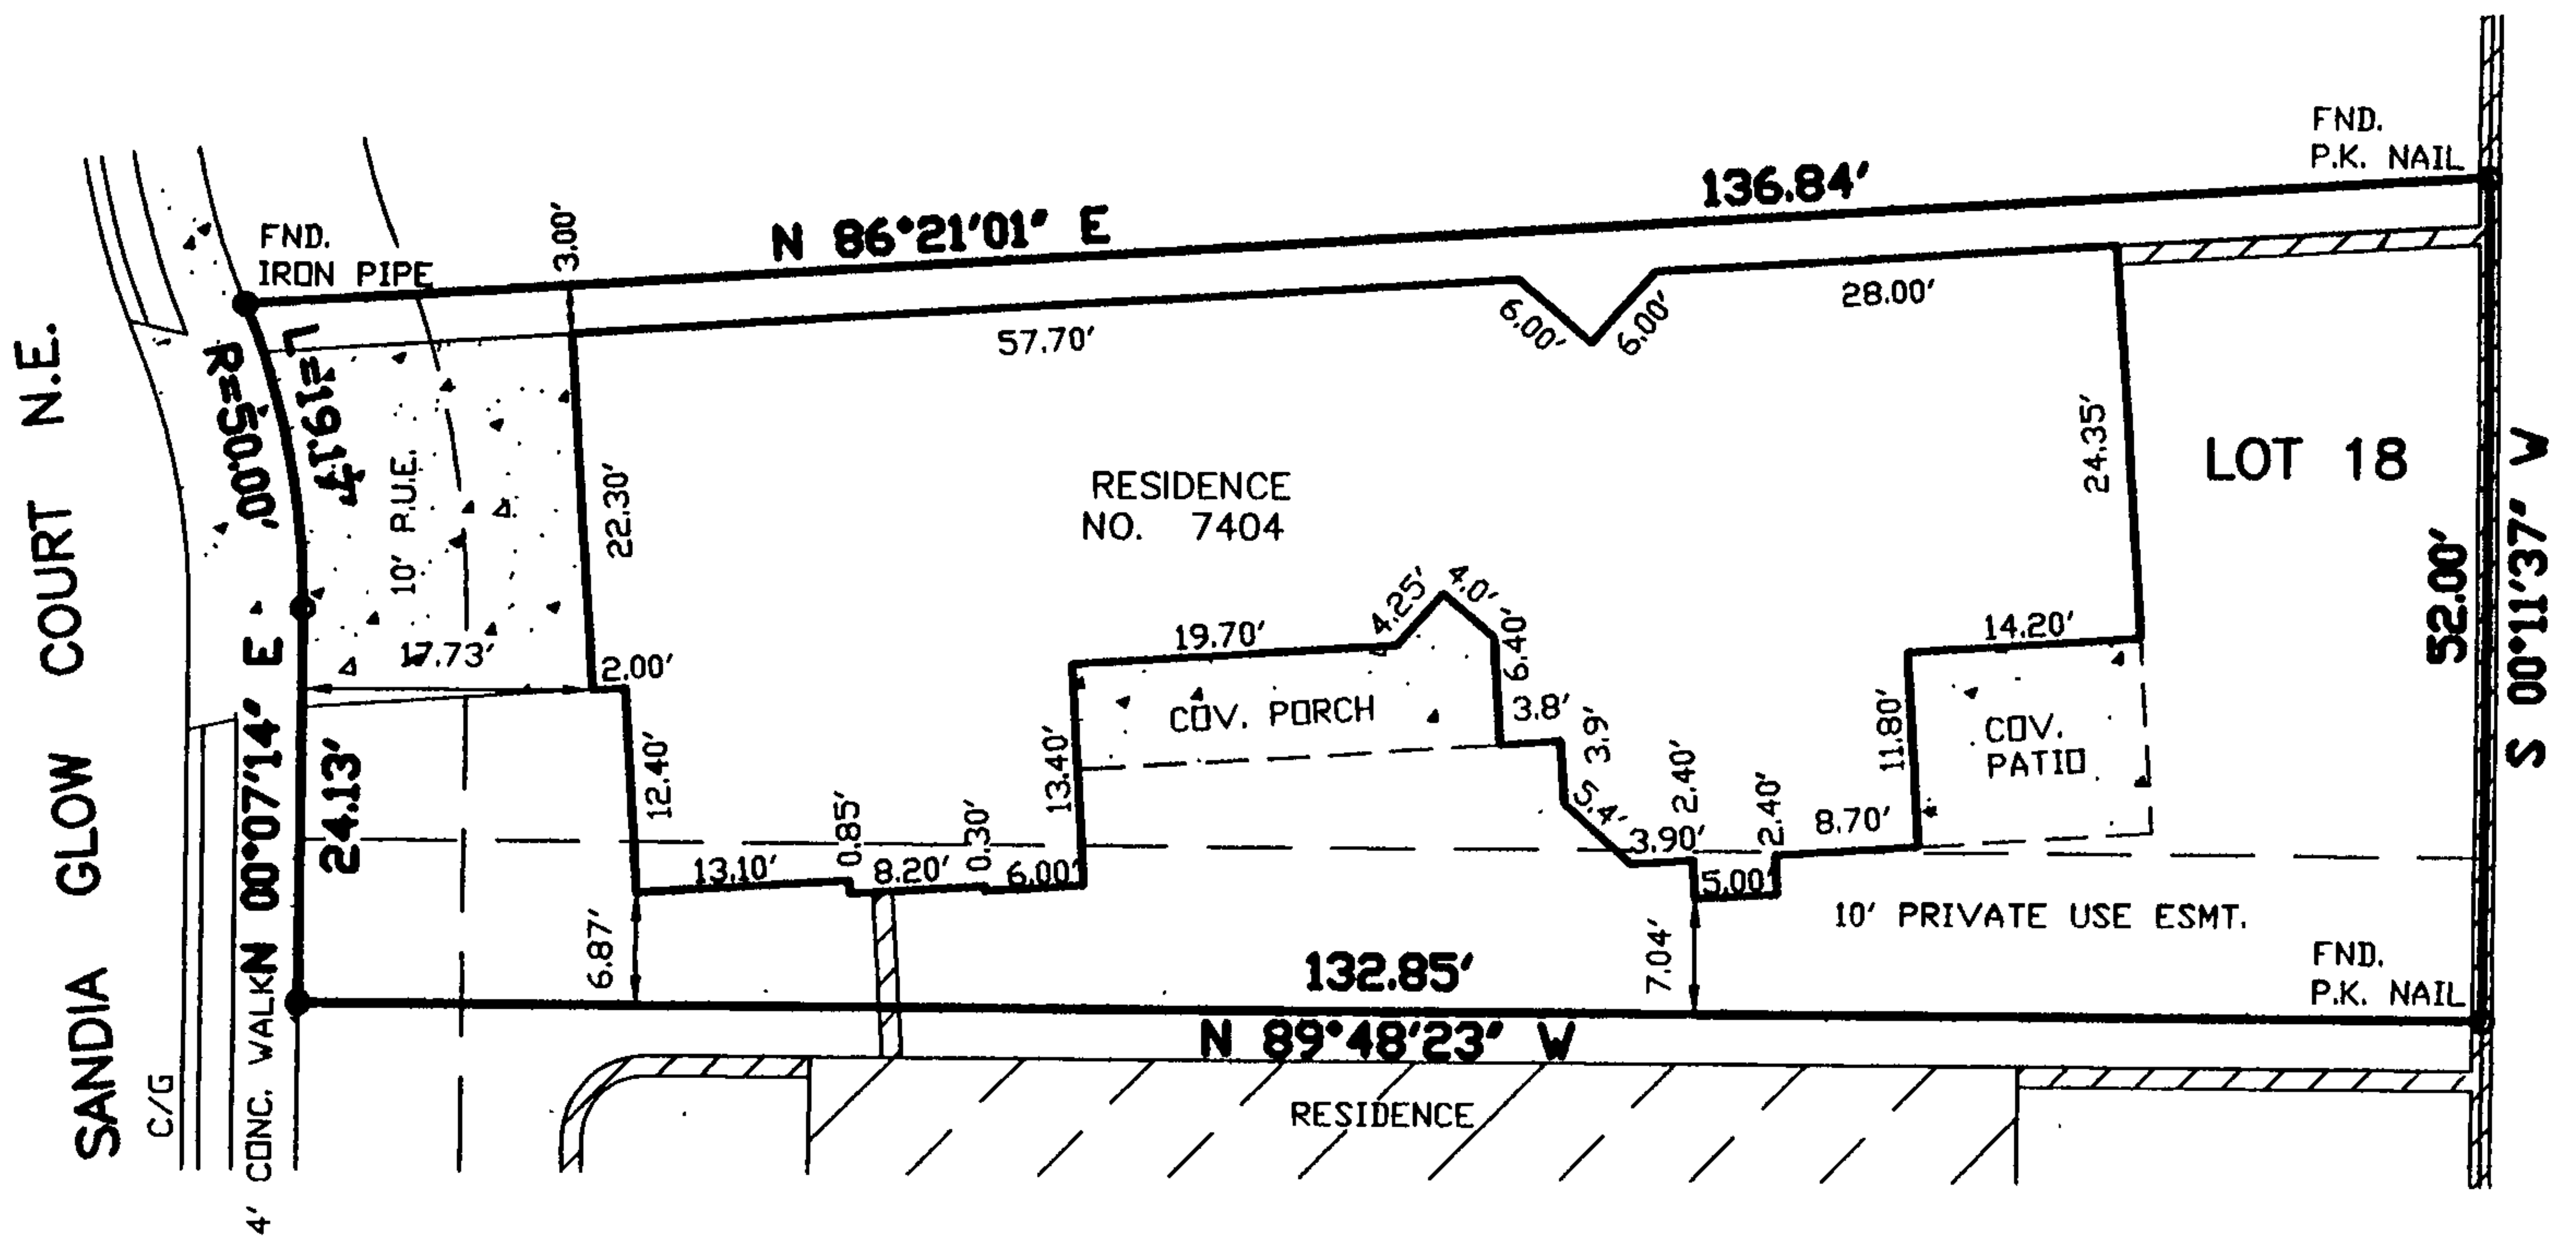 FND.
P.K. NAIL
136.84'
N 86°21'01" E
3.00'
FND.
IRON PIPE
L=19.17'
R=50.00'
57.70'
6.00'
6.00'
28.00'
SANDIA GLOW COURT N.E.
10' P.U.E.
22.30'
24.35'
LOT 18
RESIDENCE
NO. 7404
52.00'
S 00°11'37" W
17.73'
2.00'
19.70'
4.25'
4.0'
6.40'
14.20'
COV. PORCH
3.8'
3.9'
COV.
PATIO
11.80'
N 00°07'14" E
24.13'
12.40'
13.40'
5.4'
2.40'
2.40'
3.90'
8.70'
0.85'
0.30'
13.10'
8.20'
6.00'
5.00'
6.87'
7.04'
10' PRIVATE USE ESMT.
132.85'
N 89°48'23" W
FND.
P.K. NAIL
C/G
4' CONC. WALK
RESIDENCE